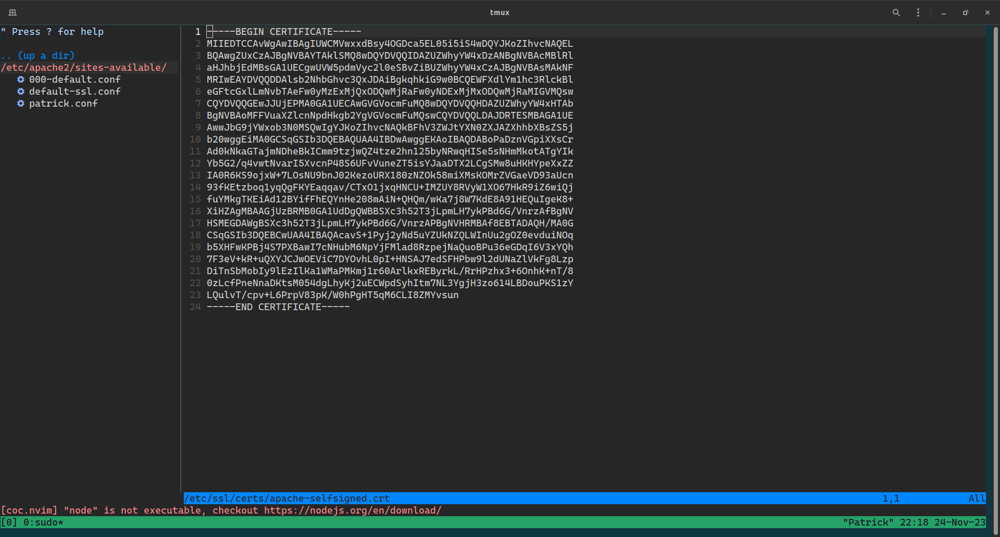 tmux
" Press ? for help
.. (up a dir)
/etc/apache2/sites-available/
000-default.conf
default-ssl.conf
patrick.conf
1 -----BEGIN CERTIFICATE-----
2 MIIEDTCCAvWgAwIBAgIUWCMVwxxdBsy4OGDca5EL05i5iS4wDQYJKoZIhvcNAQEL
3 BQAwgZUxCzAJBgNVBAYTAklSMQ8wDQYDVQQIDAZUZWhyYW4xDzANBgNVBAcMBlRl
4 aHJhbjEdMBsGA1UECgwUVW5pdmVyc2l0eSBvZiBUZWhyYW4xCzAJBgNVBAsMAkNF
5 MRIwEAYDVQQDDAlsb2NhbGhvc3QxJDAiBgkqhkiG9w0BCQEWFXdlYm1hc3RlckBl
6 eGFtcGxlLmNvbTAeFw0yMzExMjQxODQwMjRaFw0yNDExMjMxODQwMjRaMIGVMQsw
7 CQYDVQQGEwJJUjEPMA0GA1UECAwGVGVocmFuMQ8wDQYDVQQHDAZUZWhyYW4xHTAb
8 BgNVBAoMFFVuaXZlcnNpdHkgb2YgVGVocmFuMQswCQYDVQQLDAJDRTESMBAGA1UE
9 AwwJbG9jYWxob3N0MSQwIgYJKoZIhvcNAQkBFhV3ZWJtYXN0ZXJAZXhhbXBsZS5j
10 b20wggEiMA0GCSqGSIb3DQEBAQUAA4IBDwAwggEKAoIBAQDABoPaDznVGpiXXsCr
11 Ad0kNkaGTajmNDheBkICmm9tzjwQZ4tze2hn125byNRwqHISe5sNHmMkotATgYIk
12 Yb5G2/q4vwtNvarI5XvcnP48S6UFvVuneZT5isYJaaDTX2LCgSMw8uHKHYpeXxZZ
13 IA0R6KS9ojxW+7LOsNU9bnJ02KezoURX180zNZOk58miXMsKOMrZVGaeVD93aUcn
14 93fKEtzboq1yqQgFKYEaqqav/CTxO1jxqHNCU+IMZUY8RVyW1XO67HkR9iZ6wiQj
15 fuYMkgTKEiAd12BYifFhEQYnHe208mAiN+QHQm/wKa7j8W7KdE8A91HEQuIgeK8+
16 XiHZAgMBAAGjUzBRMB0GA1UdDgQWBBSXc3h52T3jLpmLH7ykPBd6G/VnrzAfBgNV
17 HSMEGDAWgBSXc3h52T3jLpmLH7ykPBd6G/VnrzAPBgNVHRMBAf8EBTADAQH/MA0G
18 CSqGSIb3DQEBCwUAA4IBAQAcavS+1Pyj2yNd5uYZUkNZQLWInUu2gOZ0evduiNOq
19 b5XHFwKPBj4S7PXBawI7cNHubM6NpYjFMlad8RzpejNaQuoBPu36eGDqI6V3xYQh
20 7F3eV+kR+uQXYJCJwOEViC7DYOvhL0pI+HNSAJ7edSFHPbw9l2dUNaZlVkFg8Lzp
21 DiTnSbMobIy9lEzIlKa1WMaPMKmj1r60ArlkxREByrkL/RrHPzhx3+6OnhK+nT/8
22 0zLcfPneNnaDKtsM054dgLhyKj2uECWpdSyhItm7NL3YgjH3zo614LBDouPKS1zY
23 LQulvT/cpv+L6PrpV83pK/W0hPgHT5qM6CLI8ZMYvsun
24 -----END CERTIFICATE-----
/etc/ssl/certs/apache-selfsigned.crt 1,1 All
[coc.nvim] "node" is not executable, checkout https://nodejs.org/en/download/
[0] 0:sudo* "Patrick" 22:18 24-Nov-23